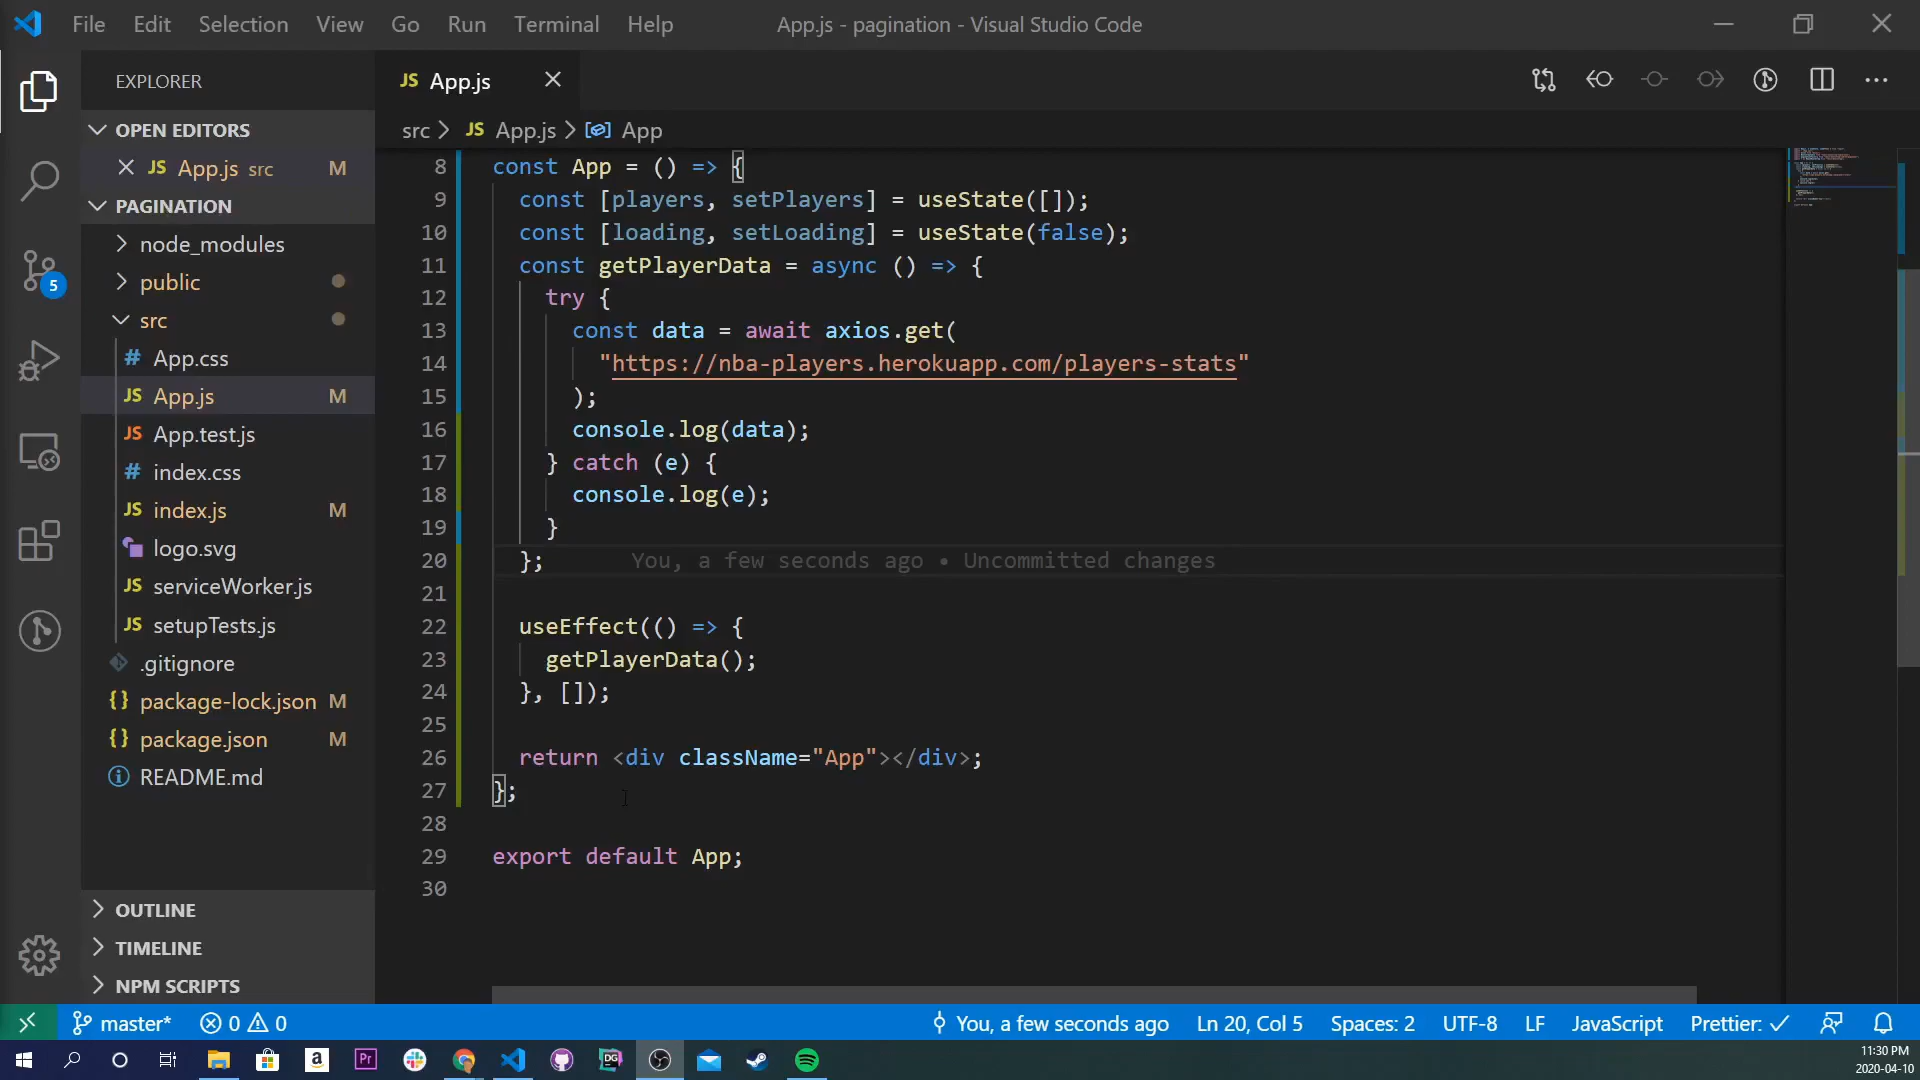 File Edit Selection View Go Run Terminal Help
App.js - pagination - Visual Studio Code
EXPLORER
OPEN EDITORS
JS App.js src M
PAGINATION
node_modules
public
src
# App.css
JS App.js M
JS App.test.js
# index.css
JS index.js M
logo.svg
JS serviceWorker.js
JS setupTests.js
.gitignore
{} package-lock.json M
{} package.json M
README.md
OUTLINE
TIMELINE
NPM SCRIPTS
5
JS App.js
src > JS App.js > App
8 const App = () => {
9 const [players, setPlayers] = useState([]);
10 const [loading, setLoading] = useState(false);
11 const getPlayerData = async () => {
12 try {
13 const data = await axios.get(
14 "https://nba-players.herokuapp.com/players-stats"
15 );
16 console.log(data);
17 } catch (e) {
18 console.log(e);
19 }
20 }; You, a few seconds ago • Uncommitted changes
21
22 useEffect(() => {
23 getPlayerData();
24 }, []);
25
26 return <div className="App"></div>;
27 };
28
29 export default App;
30
master* 0 0 You, a few seconds ago Ln 20, Col 5 Spaces: 2 UTF-8 LF JavaScript Prettier: ✓
a Pr DG
11:30 PM
2020-04-10